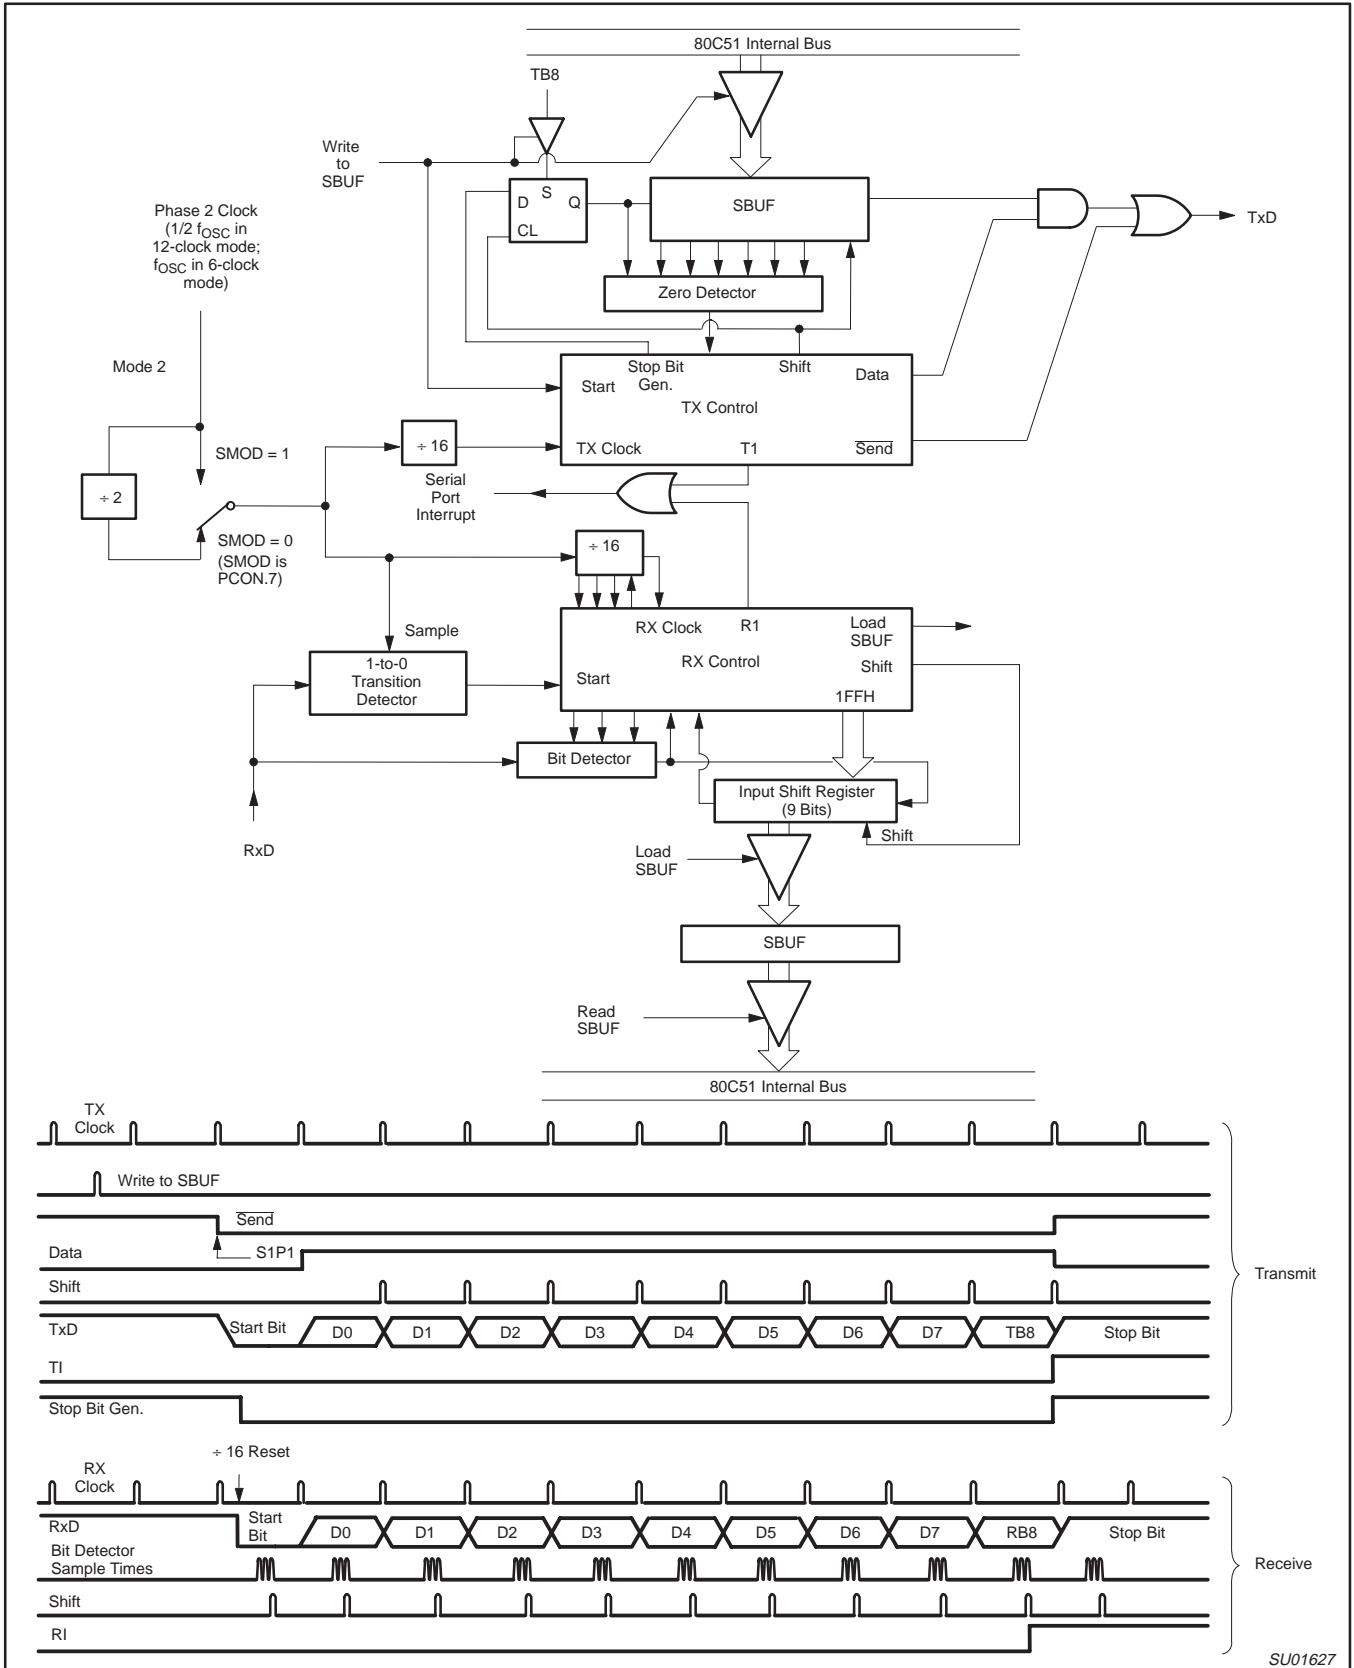 80C51 Internal Bus
TB8
Write
to
SBUF
D
S
Q
CL
SBUF
TxD
Phase 2 Clock
(1/2 fOSC in
12-clock mode;
fOSC in 6-clock
mode)
Zero Detector
Mode 2
Stop Bit
Gen.
Shift
Data
Start
TX Control
TX Clock
T1
Send
÷ 16
SMOD = 1
÷ 2
Serial
Port
Interrupt
SMOD = 0
(SMOD is
PCON.7)
÷ 16
Sample
RX Clock
R1
Load
SBUF
RX Control
Shift
Start
1FFH
1-to-0
Transition
Detector
Bit Detector
Input Shift Register
(9 Bits)
Shift
RxD
Load
SBUF
SBUF
Read
SBUF
80C51 Internal Bus
TX
Clock
Write to SBUF
Send
Data
S1P1
Shift
Transmit
TxD
Start Bit D0 D1 D2 D3 D4 D5 D6 D7 TB8 Stop Bit
TI
Stop Bit Gen.
÷ 16 Reset
RX
Clock
RxD
Start
Bit
D0 D1 D2 D3 D4 D5 D6 D7 RB8 Stop Bit
Bit Detector
Sample Times
Receive
Shift
RI
SU01627